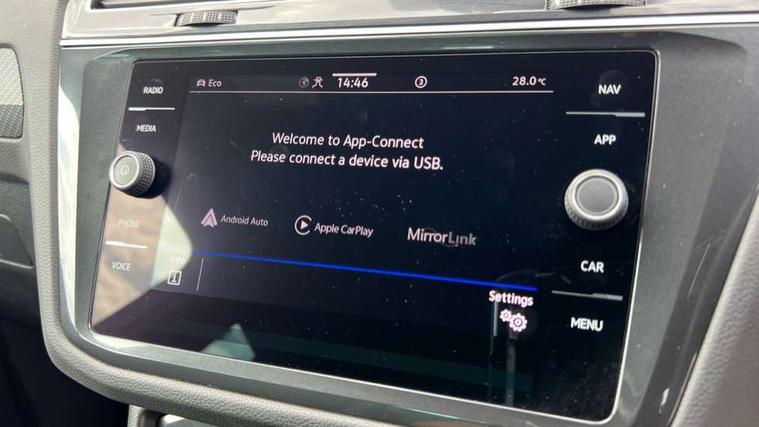 RADIO
MEDIA
PHONE
VOICE
Eco
14:46
3
28.0°C
Welcome to App-Connect
Please connect a device via USB.
Android Auto
Apple CarPlay
MirrorLink
Info
Settings
NAV
APP
CAR
MENU